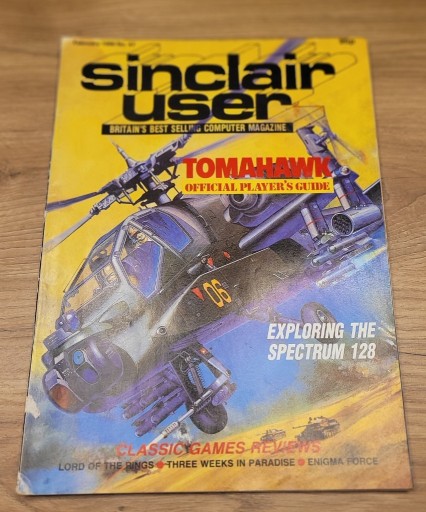 sinclair
user
BRITAIN'S BEST SELLING COMPUTER MAGAZINE
TOMAHAWK
OFFICIAL PLAYER'S GUIDE
06
EXPLORING THE
SPECTRUM 128
CLASSIC GAMES REVIEWS
LORD OF THE RINGS ● THREE WEEKS IN PARADISE ● ENIGMA FORCE